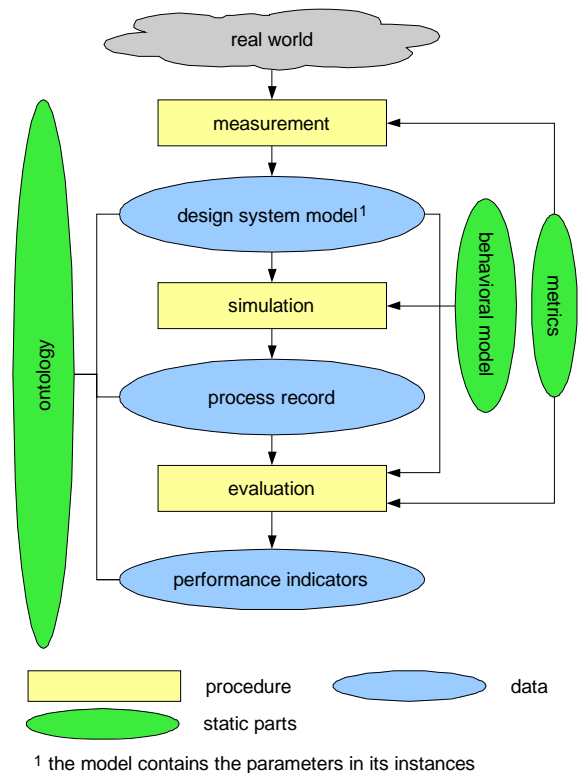 real world
measurement
design system model1
simulation
process record
evaluation
performance indicators
ontology
behavioral model
metrics
procedure
data
static parts
1 the model contains the parameters in its instances